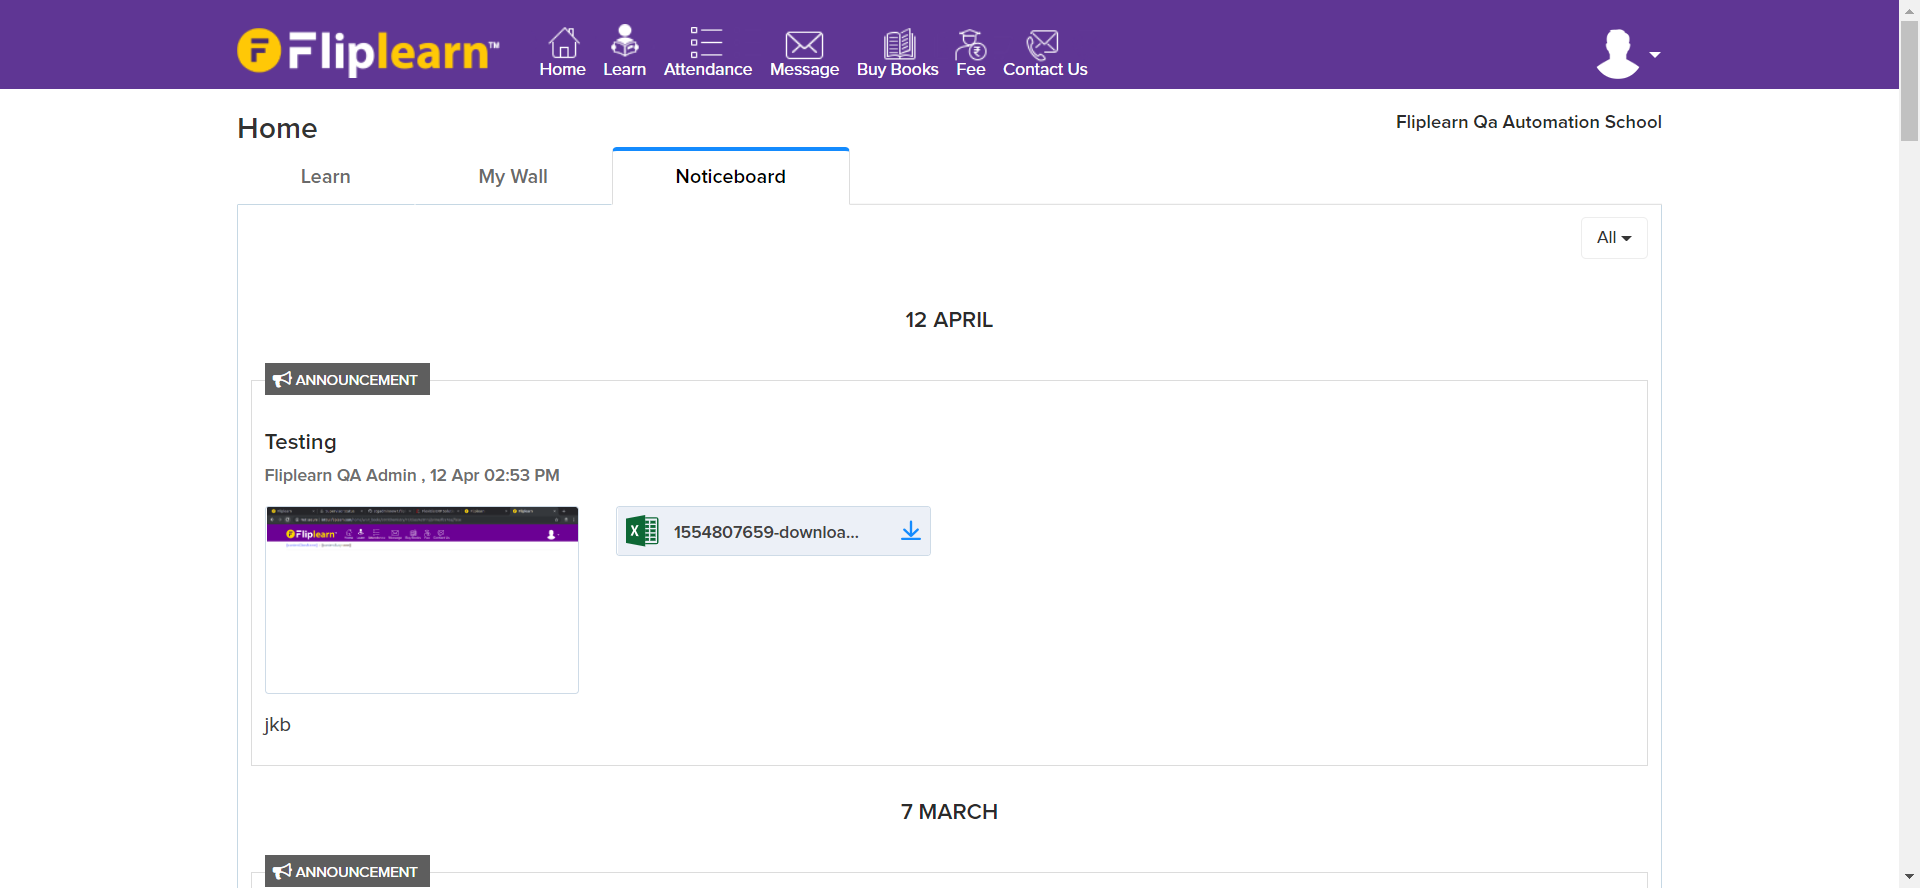 Fliplearn™
Home Learn Attendance Message Buy Books Fee Contact Us
Home
Fliplearn Qa Automation School
Learn My Wall Noticeboard
All
12 APRIL
ANNOUNCEMENT
Testing
Fliplearn QA Admin , 12 Apr 02:53 PM
Fliplearn
1554807659-downloa...
jkb
7 MARCH
ANNOUNCEMENT